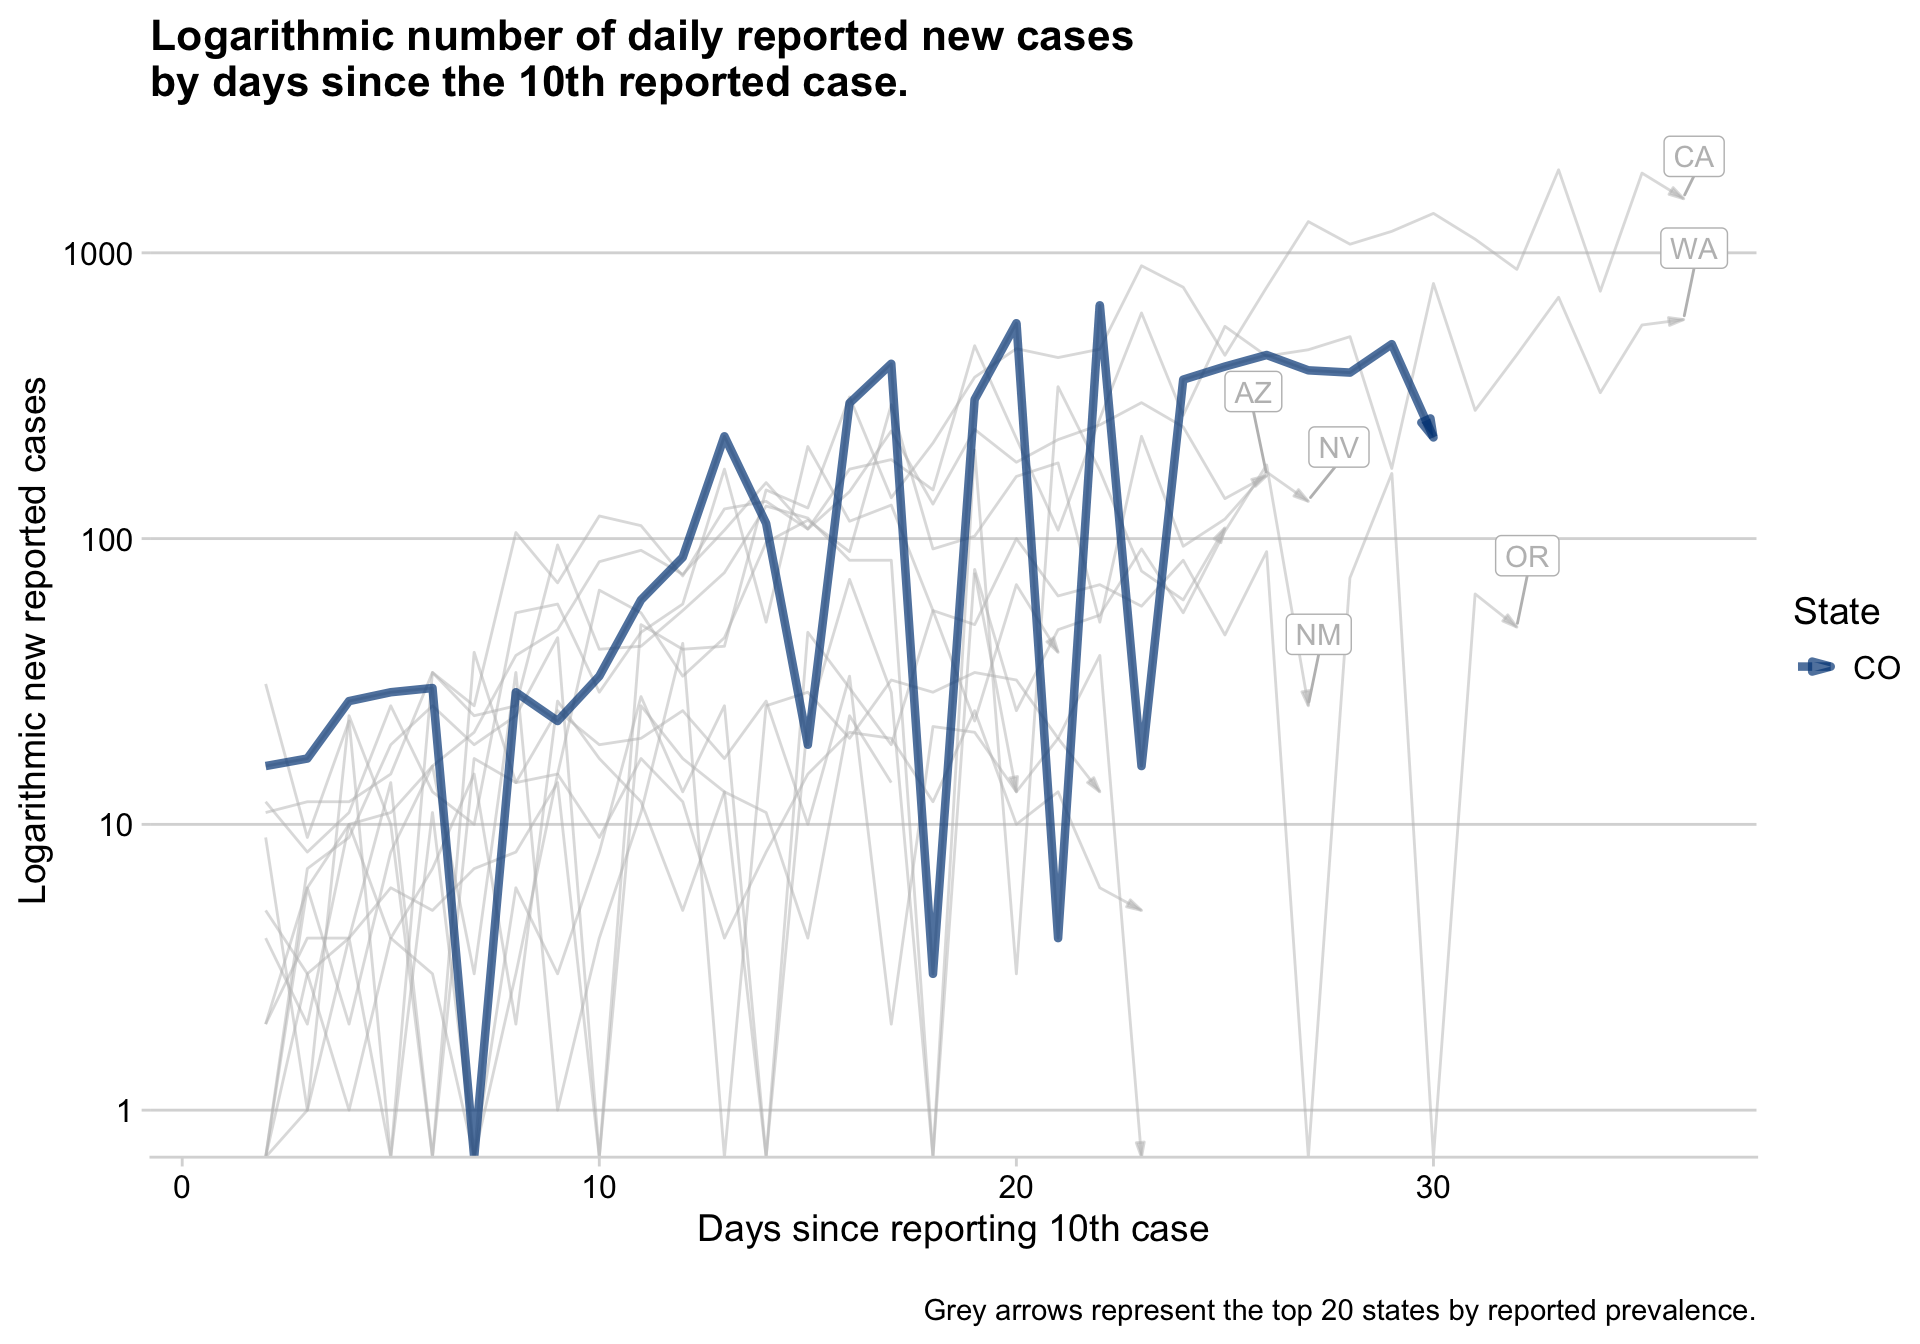 Logarithmic number of daily reported new cases
by days since the 10th reported case.
CA
WA
1000
AZ
NV
100
OR
NM
10
1
Logarithmic new reported cases
State
CO
0
10
20
30
Days since reporting 10th case
Grey arrows represent the top 20 states by reported prevalence.